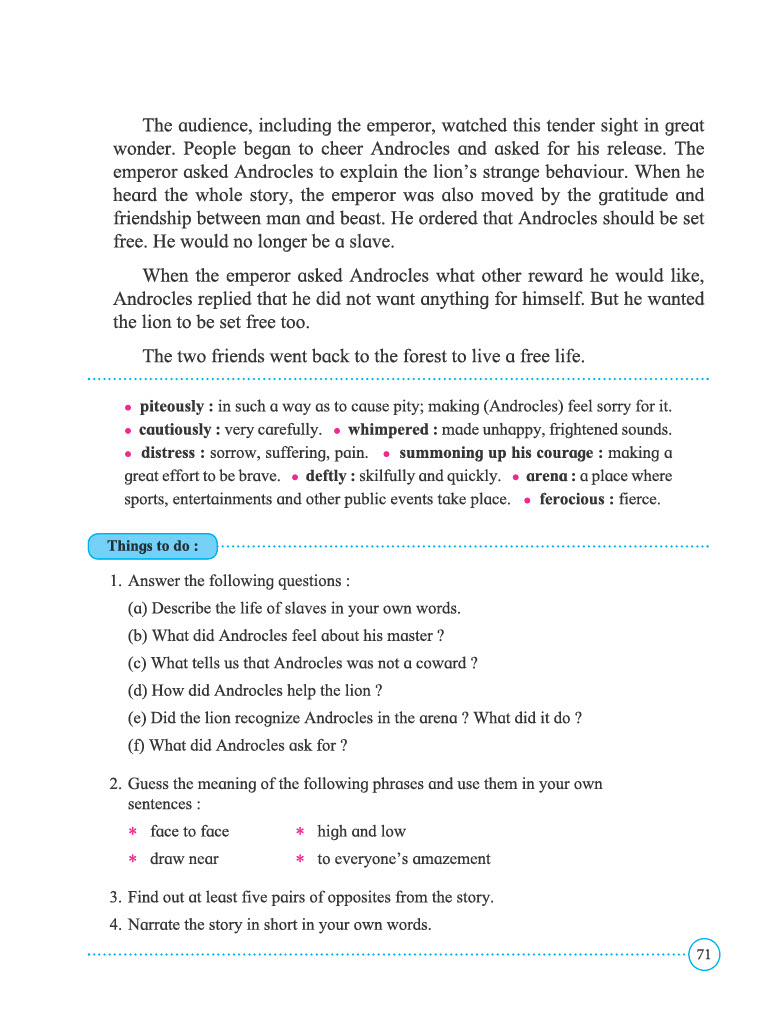 The audience, including the emperor, watched this tender sight in great
wonder. People began to cheer Androcles and asked for his release. The
emperor asked Androcles to explain the lion's strange behaviour. When he
heard the whole story, the emperor was also moved by the gratitude and
friendship between man and beast. He ordered that Androcles should be set
free. He would no longer be a slave.
When the emperor asked Androcles what other reward he would like,
Androcles replied that he did not want anything for himself. But he wanted
the lion to be set free too.
The two friends went back to the forest to live a free life.
• piteously : in such a way as to cause pity; making (Androcles) feel sorry for it.
• cautiously : very carefully. • whimpered : made unhappy, frightened sounds.
• distress : sorrow, suffering, pain. • summoning up his courage : making a
great effort to be brave. • deftly : skilfully and quickly. • arena : a place where
sports, entertainments and other public events take place. • ferocious : fierce.
Things to do :
1. Answer the following questions :
(a) Describe the life of slaves in your own words.
(b) What did Androcles feel about his master ?
(c) What tells us that Androcles was not a coward ?
(d) How did Androcles help the lion ?
(e) Did the lion recognize Androcles in the arena ? What did it do ?
(f) What did Androcles ask for ?
2. Guess the meaning of the following phrases and use them in your own
sentences :
* face to face * high and low
* draw near * to everyone's amazement
3. Find out at least five pairs of opposites from the story.
4. Narrate the story in short in your own words.
71